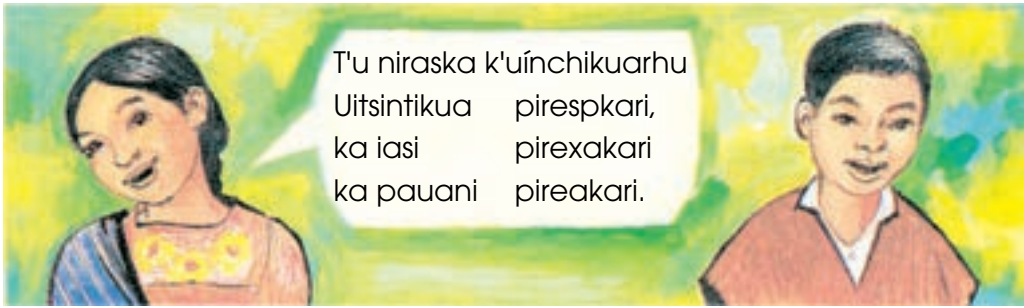 T'u niraska k'uínchikuarhu
Uitsintikua pirespkari,
ka iasi pirexakari
ka pauani pireakari.